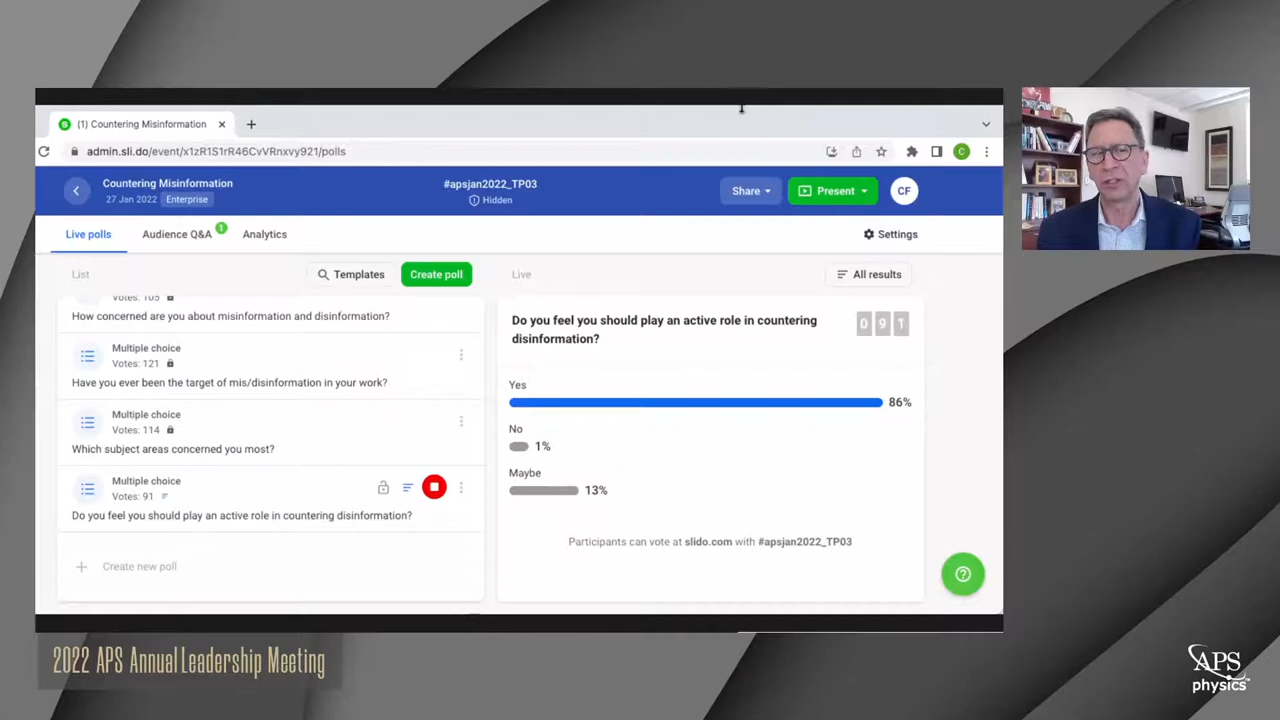 (1) Countering Misinformation
admin.sli.do/event/x1zR1S1rR46CvVRnxvy921/polls
Countering Misinformation
27 Jan 2022 Enterprise
#apsjan2022_TP03
Hidden
Share
Present
CF
Live polls
Audience Q&A 1
Analytics
Settings
List
Templates
Create poll
Votes: 105
How concerned are you about misinformation and disinformation?
Multiple choice
Votes: 121
Have you ever been the target of mis/disinformation in your work?
Multiple choice
Votes: 114
Which subject areas concerned you most?
Multiple choice
Votes: 91
Do you feel you should play an active role in countering disinformation?
Create new poll
Live
All results
Do you feel you should play an active role in countering
disinformation?
091
Yes
86%
No
1%
Maybe
13%
Participants can vote at slido.com with #apsjan2022_TP03
2022 APS Annual Leadership Meeting
APS
physics™